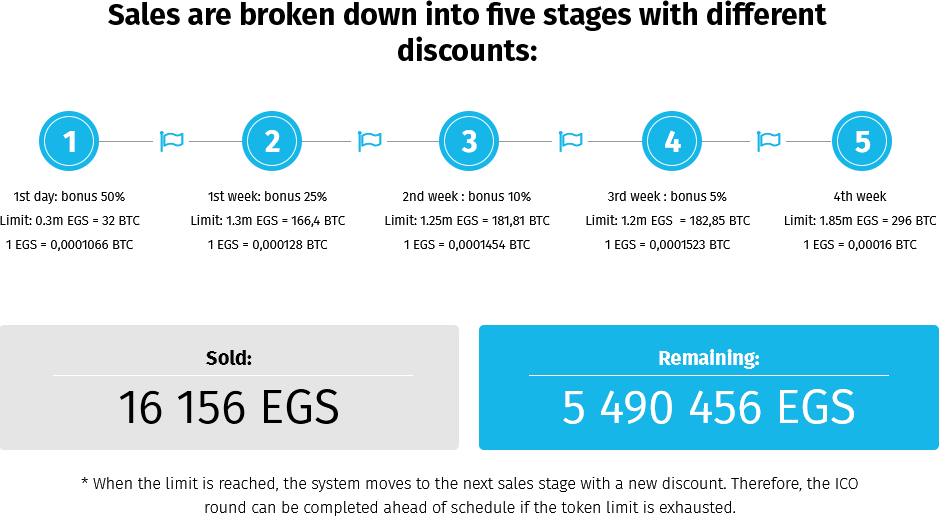 Sales are broken down into five stages with different
discounts:
1
2
3
4
5
1st day: bonus 50%
Limit: 0.3m EGS = 32 BTC
1 EGS = 0,0001066 BTC
1st week: bonus 25%
Limit: 1.3m EGS = 166,4 BTC
1 EGS = 0,000128 BTC
2nd week : bonus 10%
Limit: 1.25m EGS = 181,81 BTC
1 EGS = 0,0001454 BTC
3rd week : bonus 5%
Limit: 1.2m EGS = 182,85 BTC
1 EGS = 0,0001523 BTC
4th week
Limit: 1.85m EGS = 296 BTC
1 EGS = 0,00016 BTC
Sold:
16 156 EGS
Remaining:
5 490 456 EGS
* When the limit is reached, the system moves to the next sales stage with a new discount. Therefore, the ICO
round can be completed ahead of schedule if the token limit is exhausted.